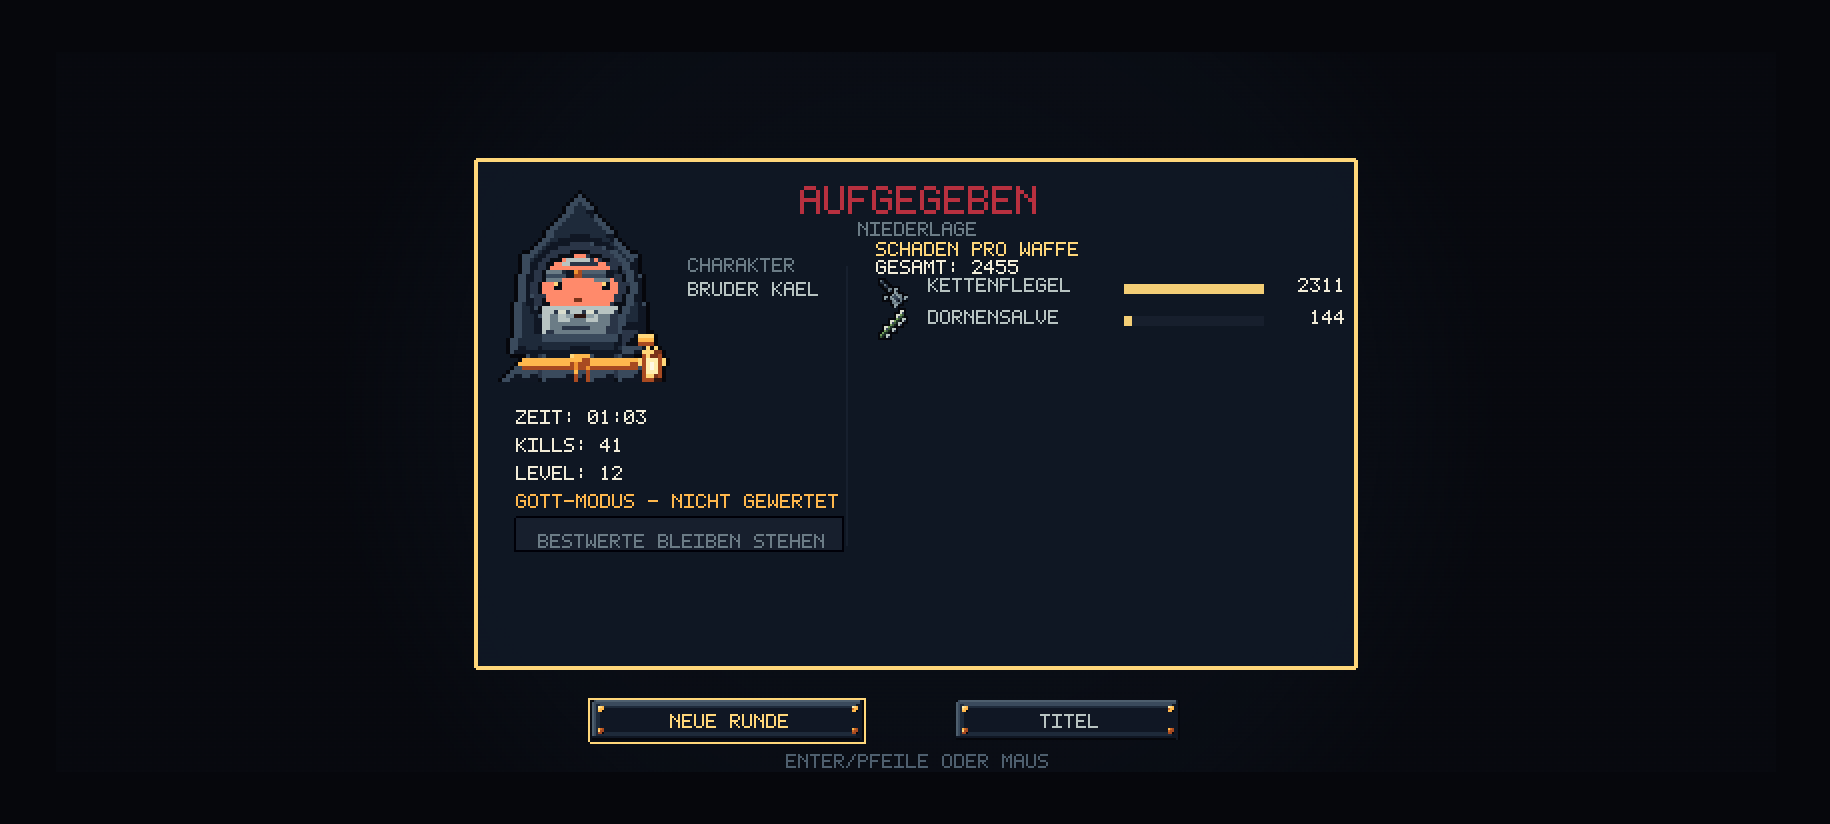 AUFGEGEBEN
NIEDERLAGE
CHARAKTER
BRUDER KAEL
SCHADEN PRO WAFFE
GESAMT: 2455
KETTENFLEGEL 2311
DORNENSALVE 144
ZEIT: 01:03
KILLS: 41
LEVEL: 12
GOTT-MODUS - NICHT GEWERTET
BESTWERTE BLEIBEN STEHEN
NEUE RUNDE
TITEL
ENTER/PFEILE ODER MAUS